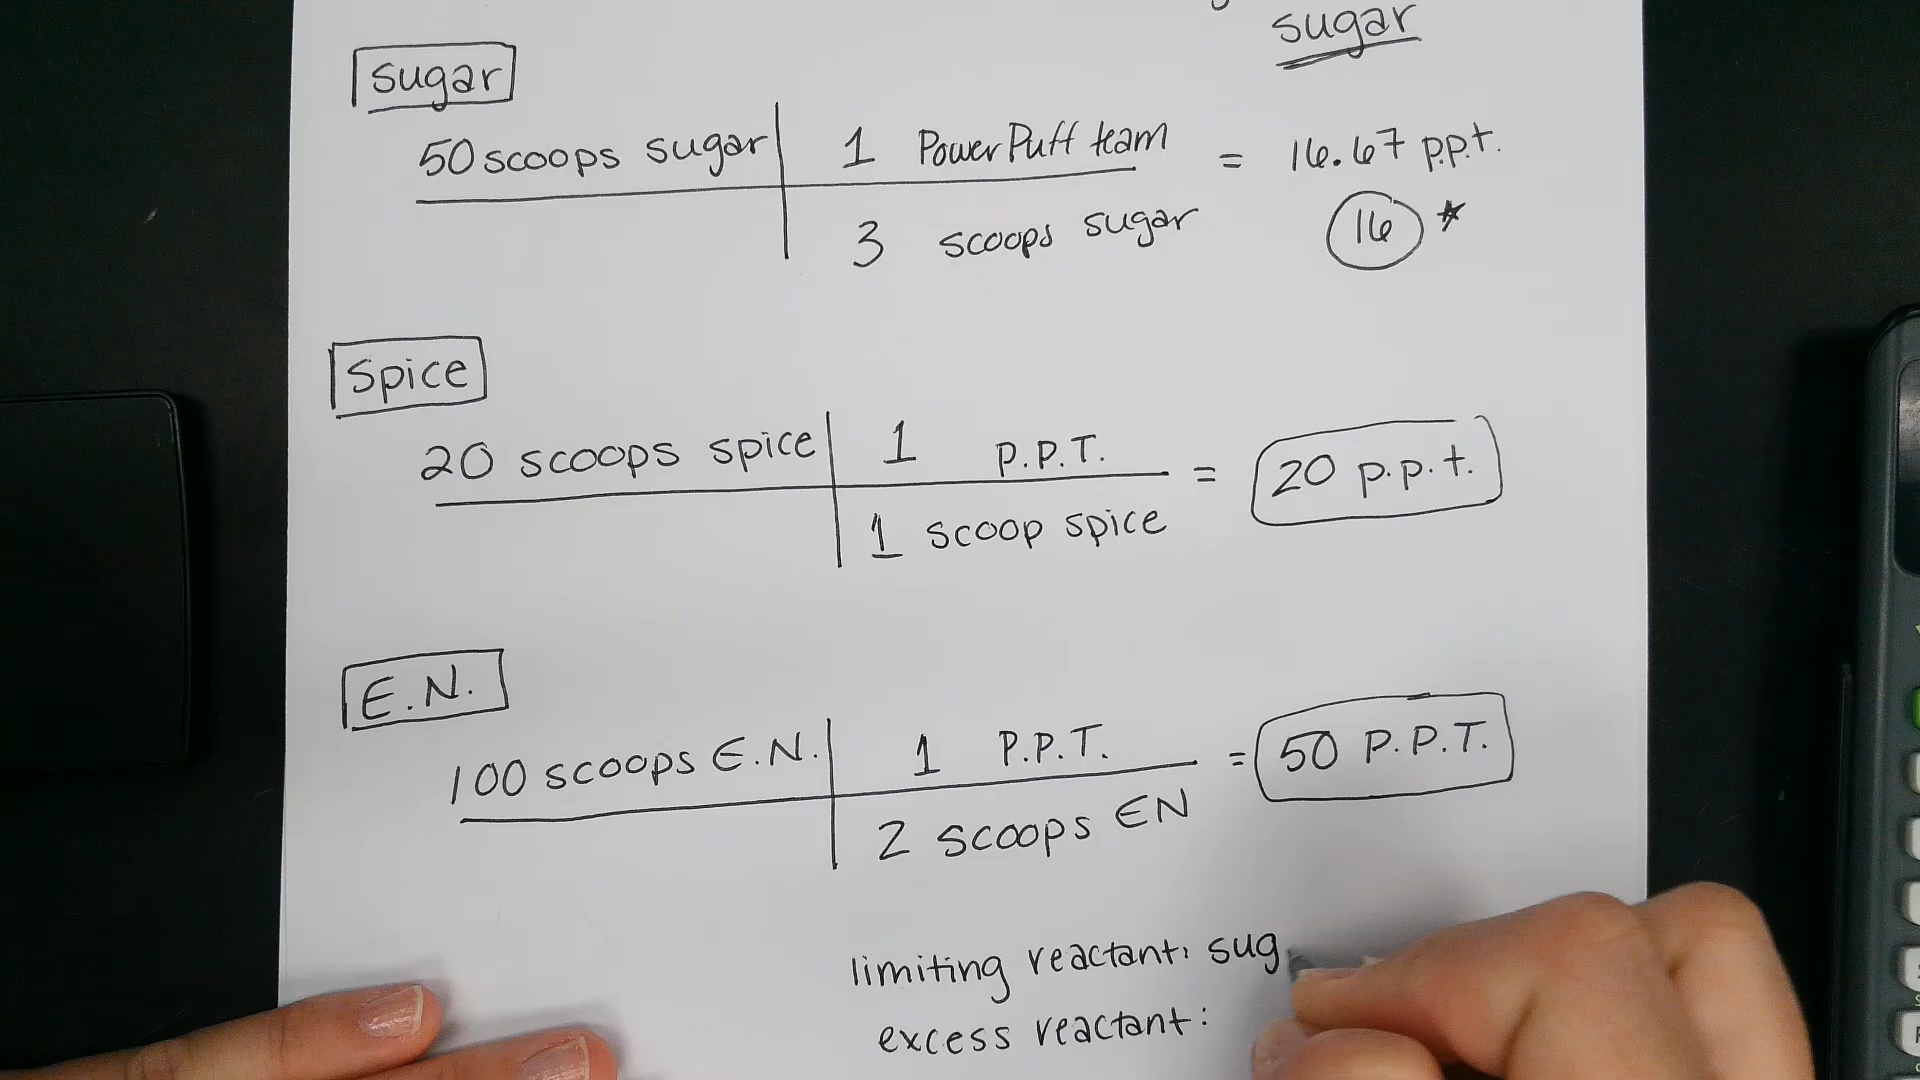 sugar
sugar
50 scoops sugar 1 PowerPuff team = 16.67 p.p.t.
3 scoops sugar 16 *
Spice
20 scoops spice 1 P.P.T. = 20 p.p.t.
1 scoop spice
E.N.
100 scoops E.N. 1 P.P.T. = 50 P.P.T.
2 scoops EN
limiting reactant: sug
excess reactant: